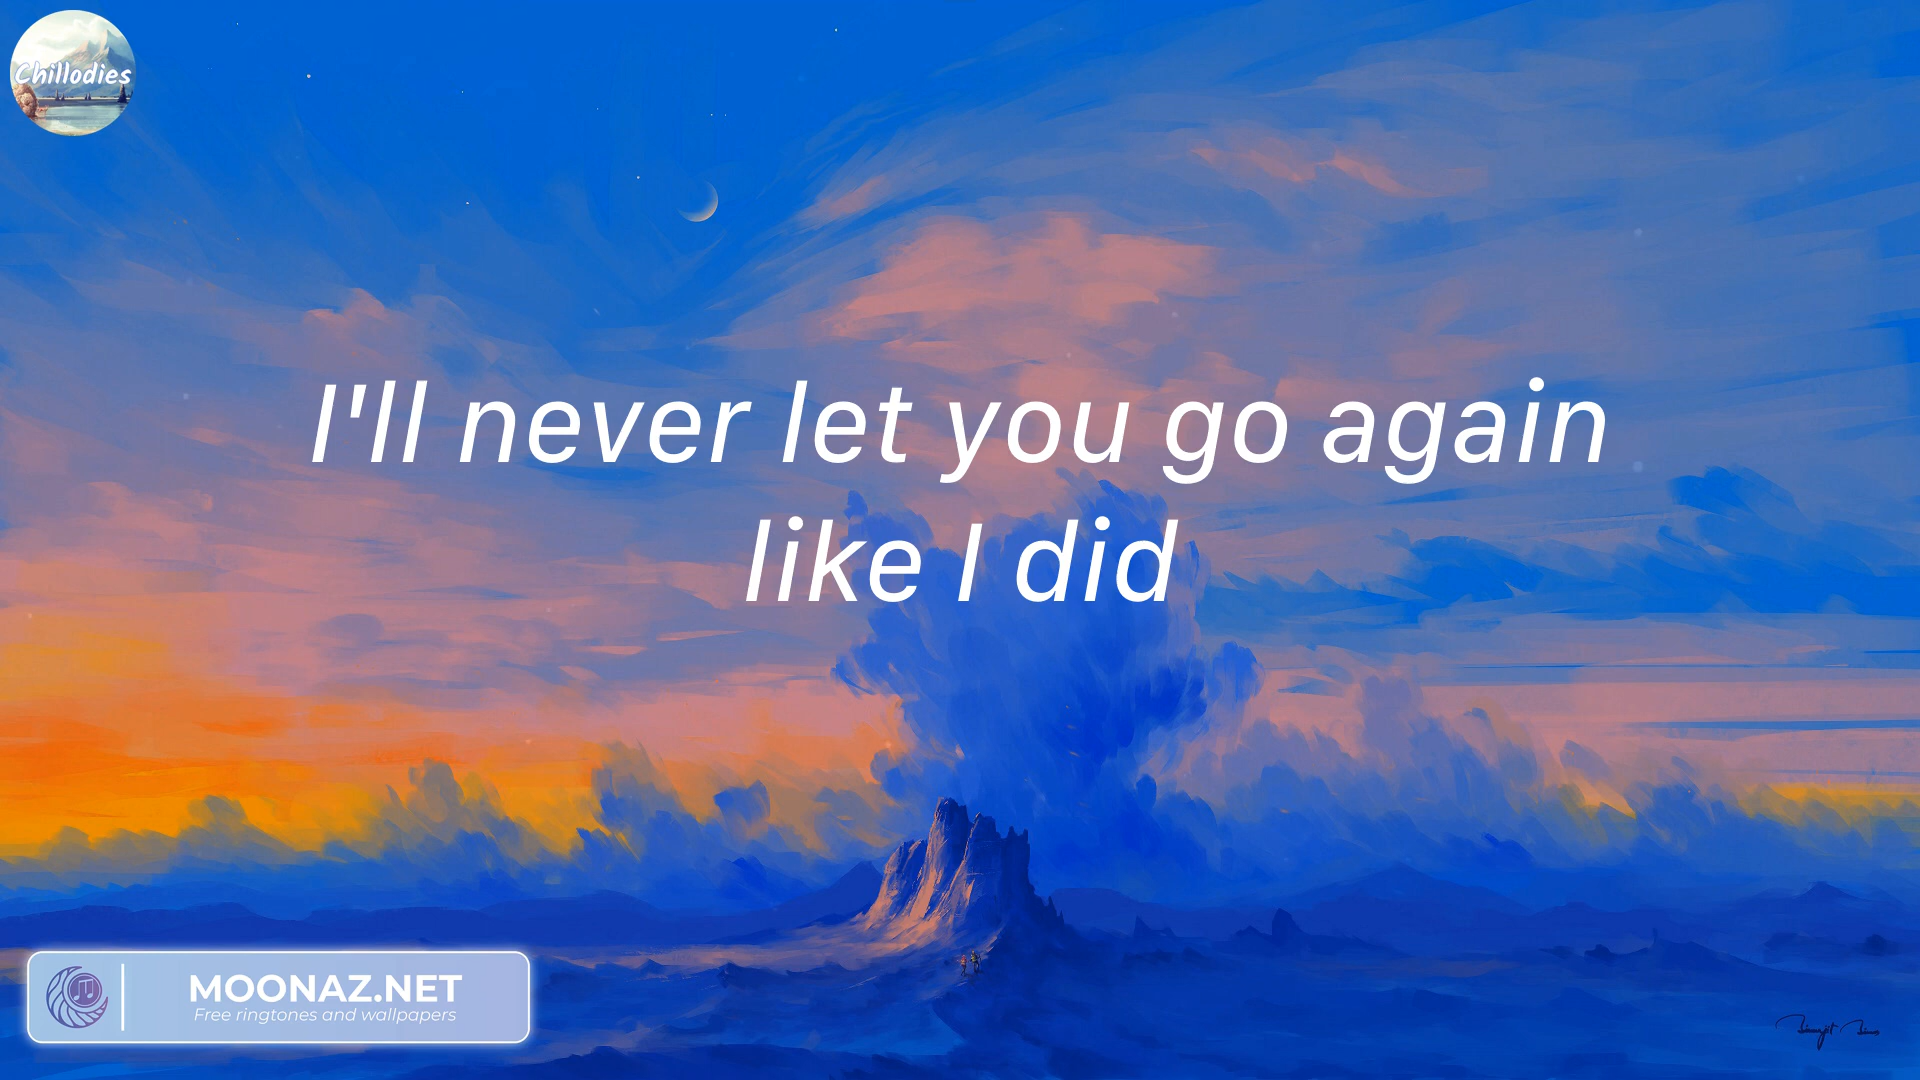 Chillodies
I'll never let you go again
like I did
MOONAZ.NET
Free ringtones and wallpapers